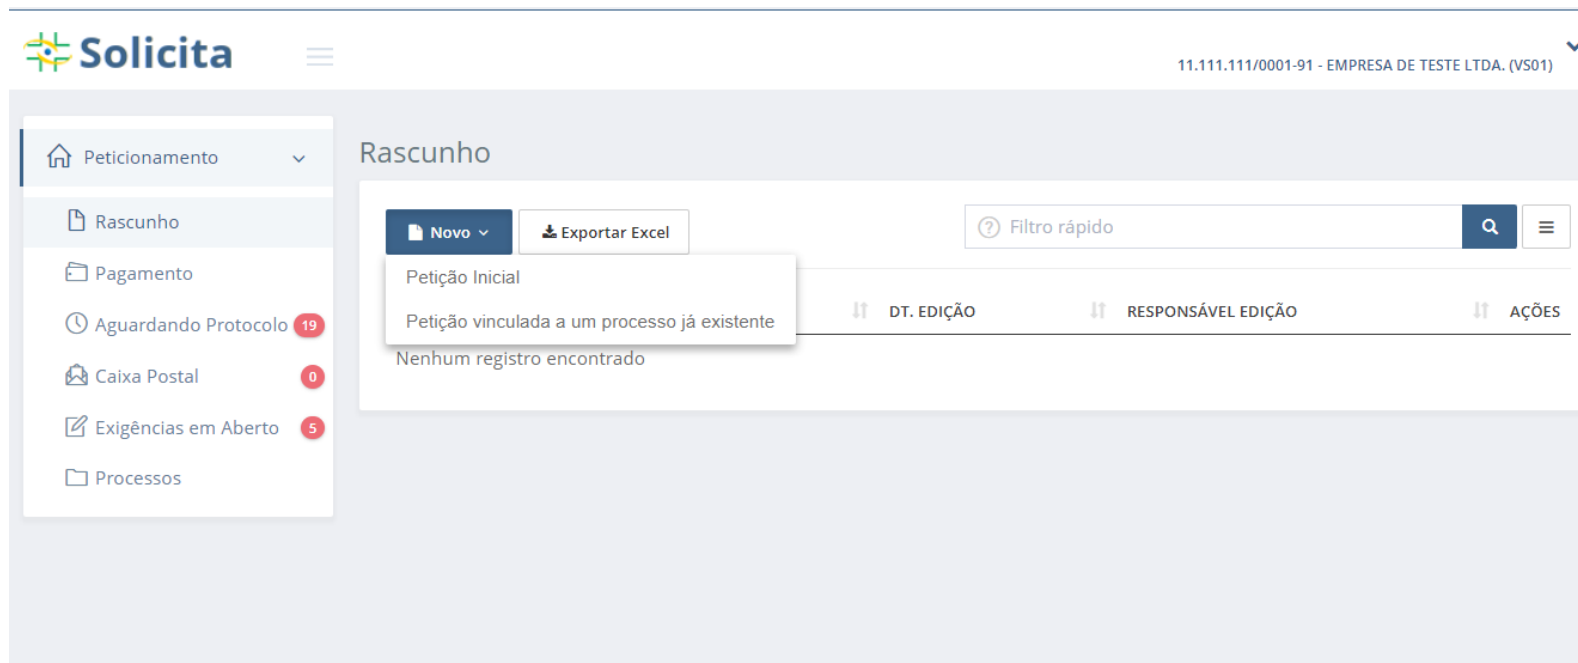 Solicita
11.111.111/0001-91 - EMPRESA DE TESTE LTDA. (VS01)
Peticionamento
Rascunho
Pagamento
Aguardando Protocolo 19
Caixa Postal 0
Exigências em Aberto 5
Processos
Rascunho
Novo
Exportar Excel
Filtro rápido
Petição Inicial
Petição vinculada a um processo já existente
DT. EDIÇÃO
RESPONSÁVEL EDIÇÃO
AÇÕES
Nenhum registro encontrado